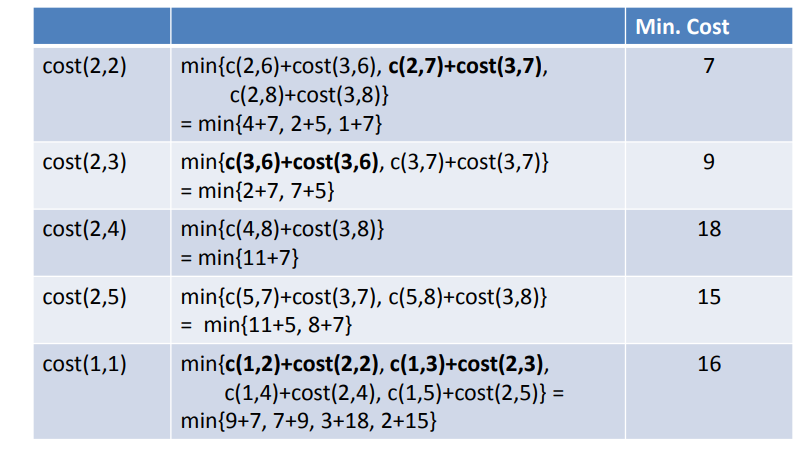 Min. Cost
cost(2,2) min{c(2,6)+cost(3,6), c(2,7)+cost(3,7), 7
c(2,8)+cost(3,8)}
= min{4+7, 2+5, 1+7}
cost(2,3) min{c(3,6)+cost(3,6), c(3,7)+cost(3,7)} 9
= min{2+7, 7+5}
cost(2,4) min{c(4,8)+cost(3,8)} 18
= min{11+7}
cost(2,5) min{c(5,7)+cost(3,7), c(5,8)+cost(3,8)} 15
= min{11+5, 8+7}
cost(1,1) min{c(1,2)+cost(2,2), c(1,3)+cost(2,3), 16
c(1,4)+cost(2,4), c(1,5)+cost(2,5)} =
min{9+7, 7+9, 3+18, 2+15}